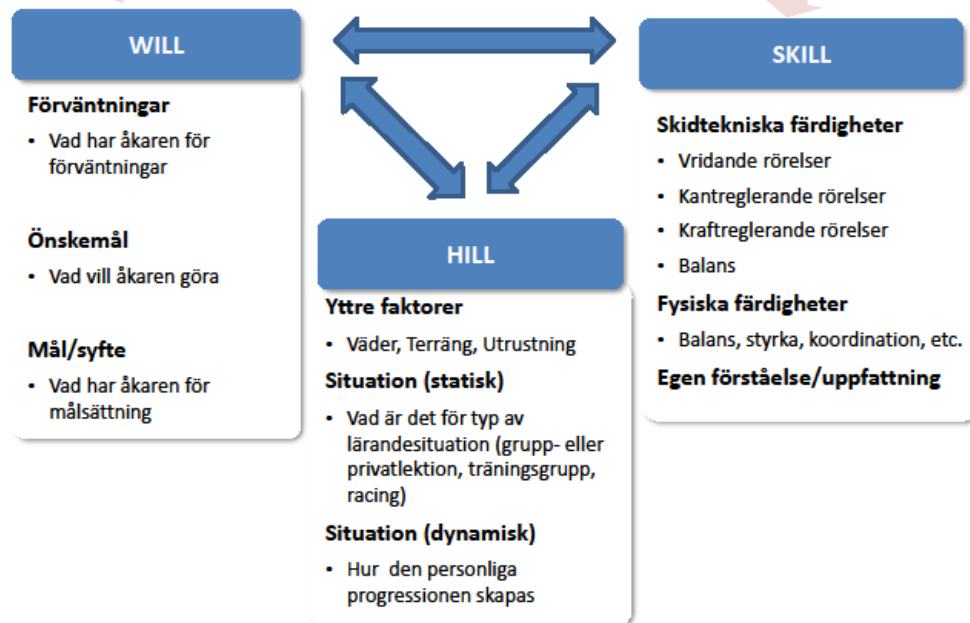 WILL
Förväntningar
• Vad har åkaren för
förväntningar
Önskemål
• Vad vill åkaren göra
Mål/syfte
• Vad har åkaren för
målsättning
HILL
Yttre faktorer
• Väder, Terräng, Utrustning
Situation (statisk)
• Vad är det för typ av
lärandesituation (grupp- eller
privatlektion, träningsgrupp,
racing)
Situation (dynamisk)
• Hur den personliga
progressionen skapas
SKILL
Skidtekniska färdigheter
• Vridande rörelser
• Kantreglerande rörelser
• Kraftreglerande rörelser
• Balans
Fysiska färdigheter
• Balans, styrka, koordination, etc.
Egen förståelse/uppfattning